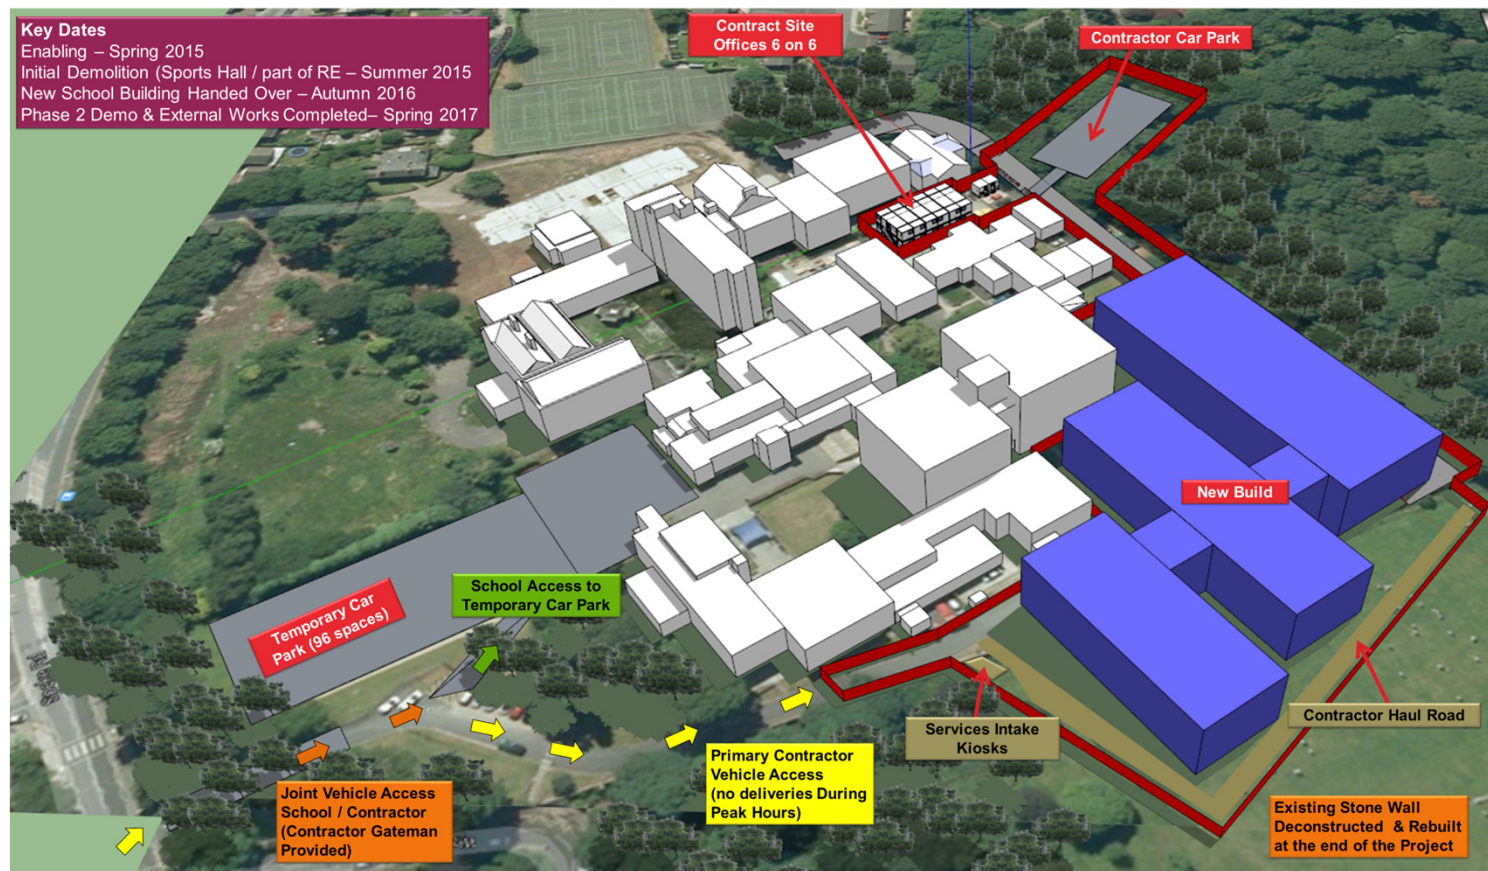 Key Dates
Enabling – Spring 2015
Initial Demolition (Sports Hall / part of RE – Summer 2015
New School Building Handed Over – Autumn 2016
Phase 2 Demo & External Works Completed– Spring 2017
Contract Site
Offices 6 on 6
Contractor Car Park
New Build
School Access to
Temporary Car Park
Temporary Car
Park (96 spaces)
Contractor Haul Road
Services Intake
Kiosks
Primary Contractor
Vehicle Access
(no deliveries During
Peak Hours)
Joint Vehicle Access
School / Contractor
(Contractor Gateman
Provided)
Existing Stone Wall
Deconstructed & Rebuilt
at the end of the Project